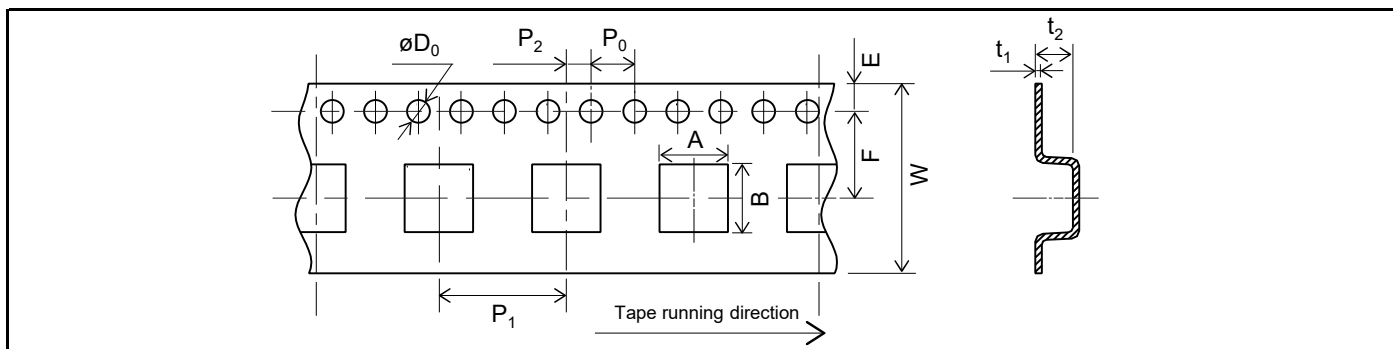 øD₀
P₂
P₀
E
t₁
t₂
A
F
W
B
P₁
Tape running direction